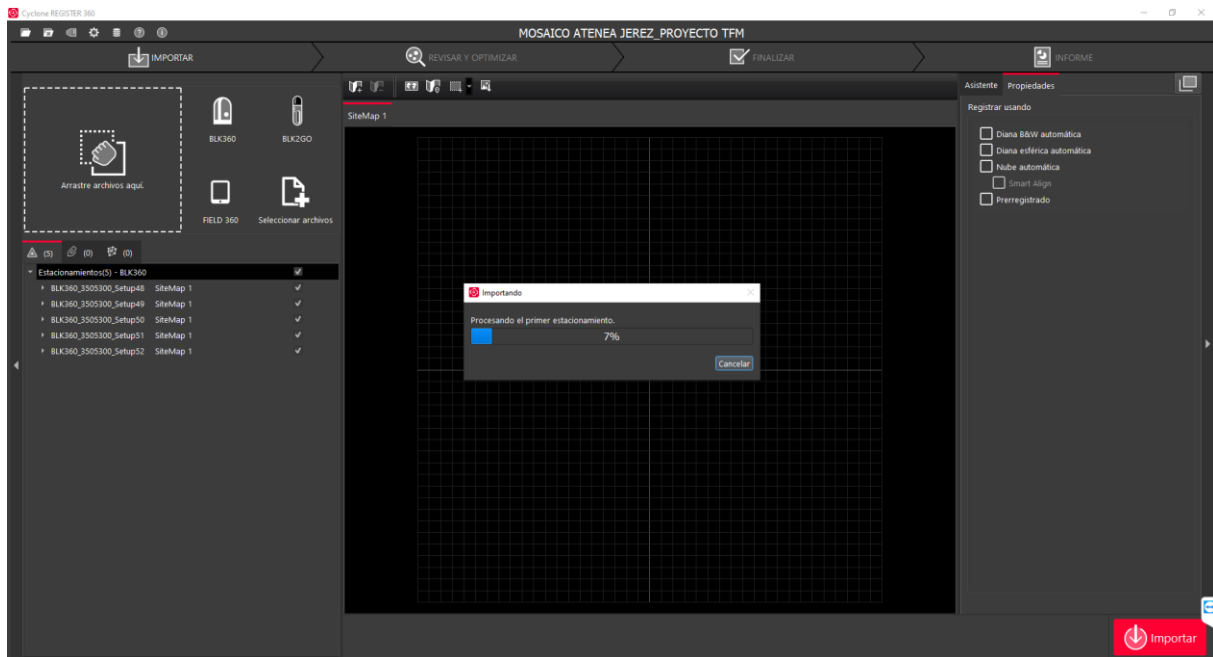 Cyclone REGISTER 360
MOSAICO ATENEA JEREZ_PROYECTO TFM
IMPORTAR
REVISAR Y OPTIMIZAR
FINALIZAR
INFORME
Arrastre archivos aquí.
BLK360
BLK2GO
FIELD 360
Seleccionar archivos
(5) (0) (0)
Estacionamientos(5) - BLK360
BLK360_3505300_Setup48 SiteMap 1
BLK360_3505300_Setup49 SiteMap 1
BLK360_3505300_Setup50 SiteMap 1
BLK360_3505300_Setup51 SiteMap 1
BLK360_3505300_Setup52 SiteMap 1
SiteMap 1
Importando
Procesando el primer estacionamiento.
7%
Cancelar
Asistente Propiedades
Registrar usando
Diana B&W automática
Diana esférica automática
Nube automática
Smart Align
Prerregistrado
Importar